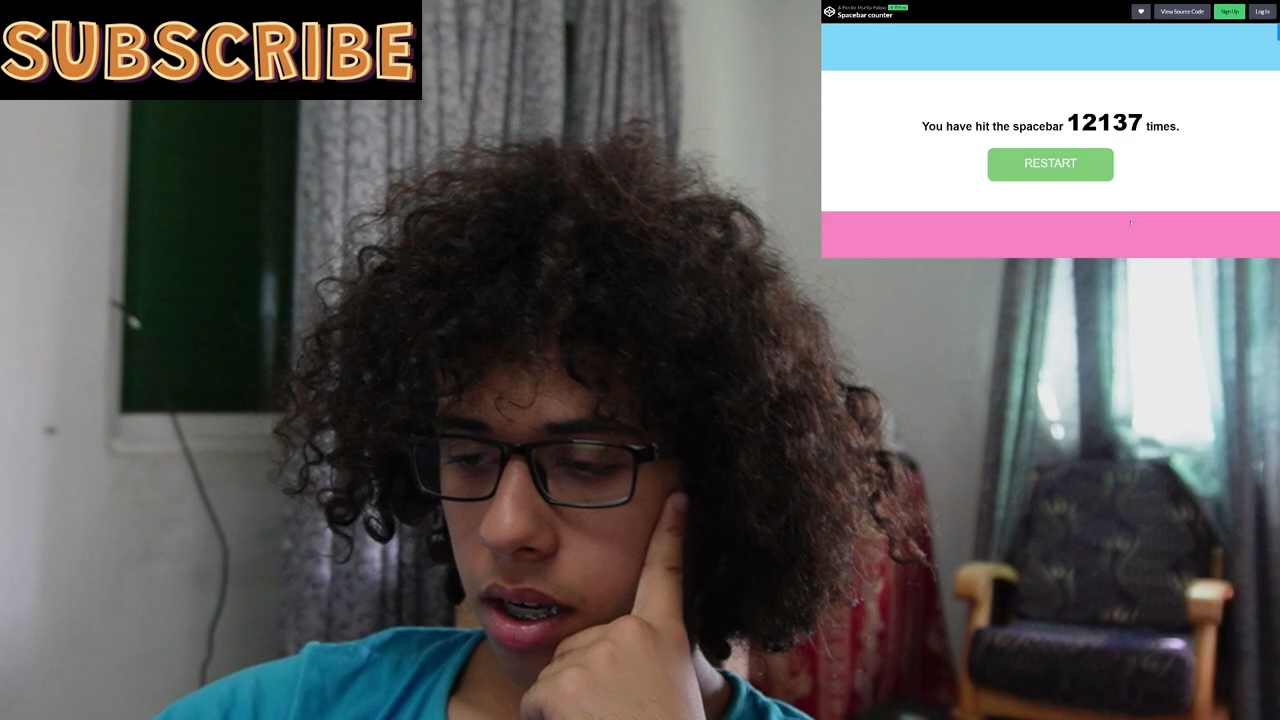 SUBSCRIBE
Spacebar counter
View Source Code
Sign Up
Log In
You have hit the spacebar 12137 times.
RESTART